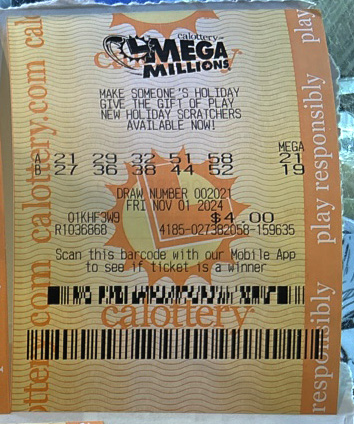 calottery
MEGA
MILLIONS
MAKE SOMEONE'S HOLIDAY
GIVE THE GIFT OF PLAY
NEW HOLIDAY SCRATCHERS
AVAILABLE NOW!
MEGA
A 21 29 32 51 58 21
B 27 36 38 44 52 19
DRAW NUMBER 002021
FRI NOV 01 2024
01KHF3W9 $4.00
R1036868 4185-027382058-159635
Scan this barcode with our Mobile App
to see if ticket is a winner
calottery
calottery.com
play responsibly